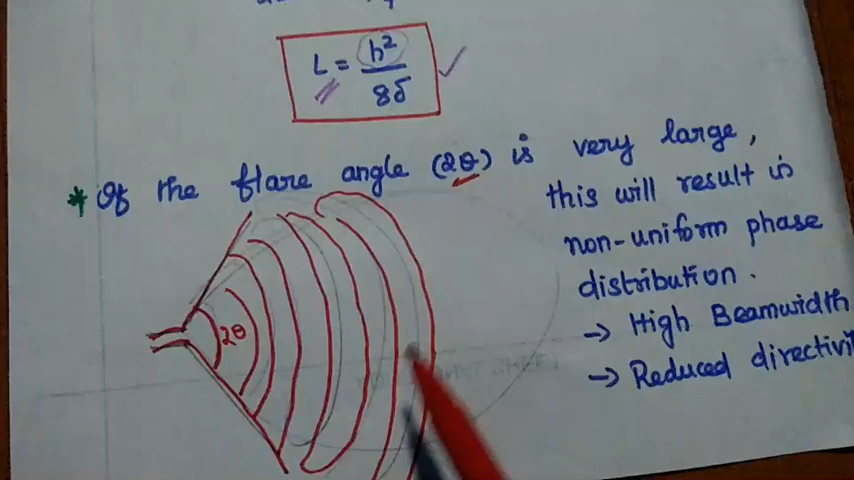 L = h²
8δ
* If the flare angle (2θ) is very large,
this will result in
non-uniform phase
distribution.
→ High Beamwidth
→ Reduced directivi
2θ